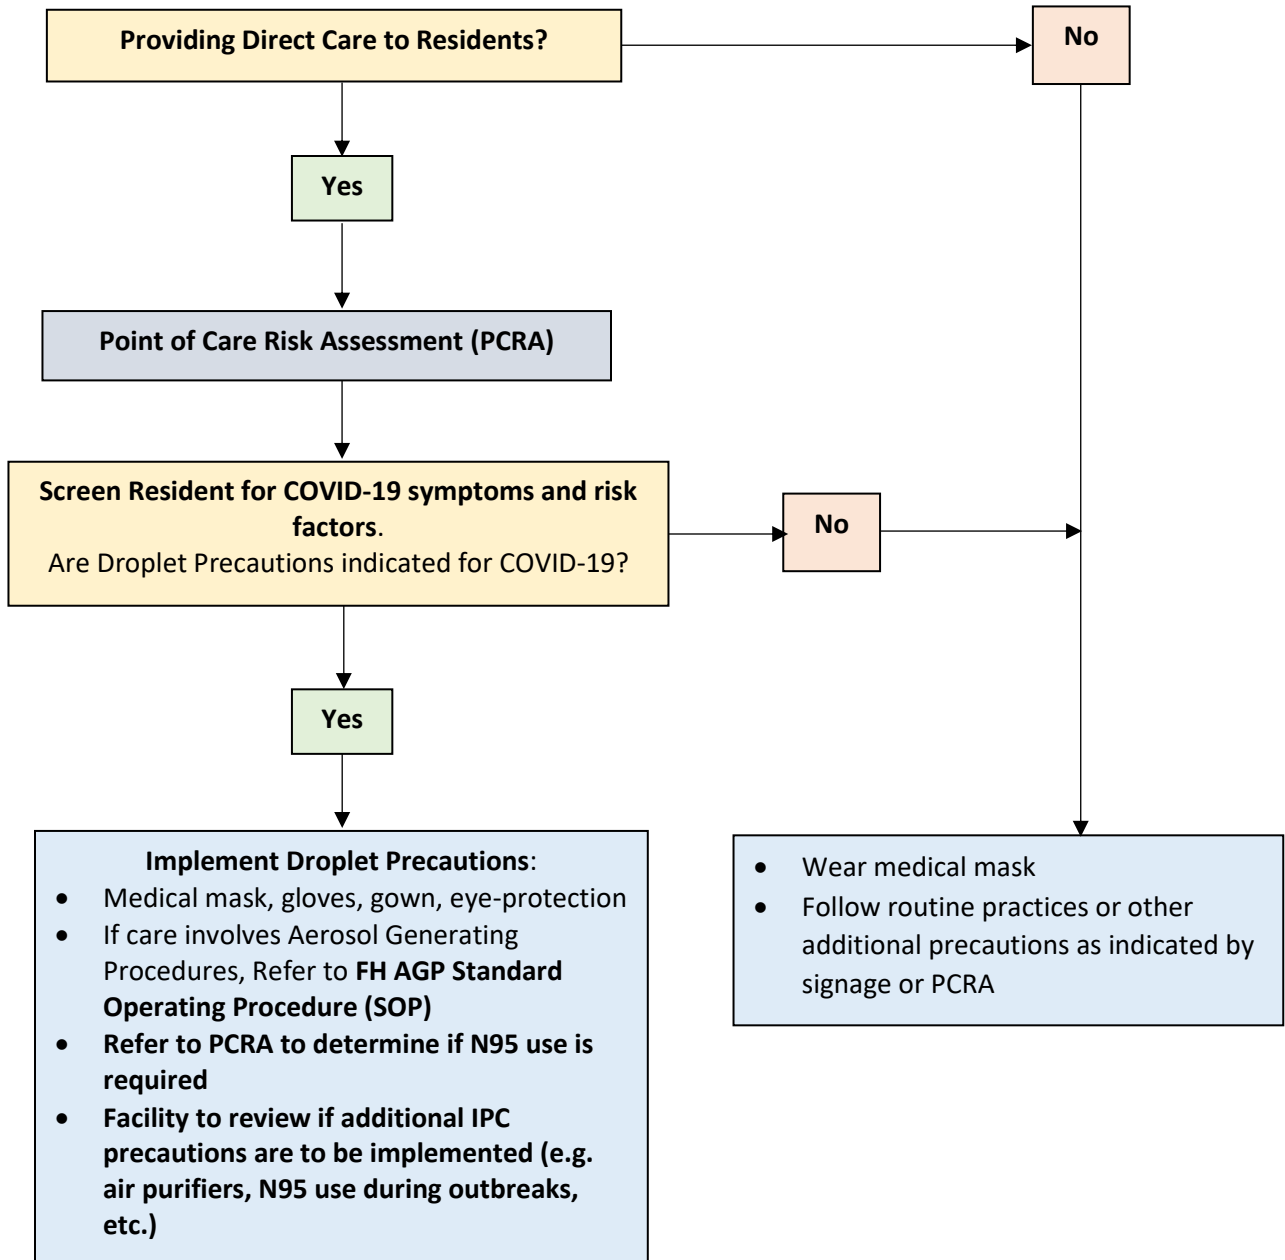 Providing Direct Care to Residents?
No
Yes
Point of Care Risk Assessment (PCRA)
Screen Resident for COVID-19 symptoms and risk
factors.
Are Droplet Precautions indicated for COVID-19?
No
Yes
Implement Droplet Precautions:
• Medical mask, gloves, gown, eye-protection
• If care involves Aerosol Generating
Procedures, Refer to FH AGP Standard
Operating Procedure (SOP)
• Refer to PCRA to determine if N95 use is
required
• Facility to review if additional IPC
precautions are to be implemented (e.g.
air purifiers, N95 use during outbreaks,
etc.)
• Wear medical mask
• Follow routine practices or other
additional precautions as indicated by
signage or PCRA